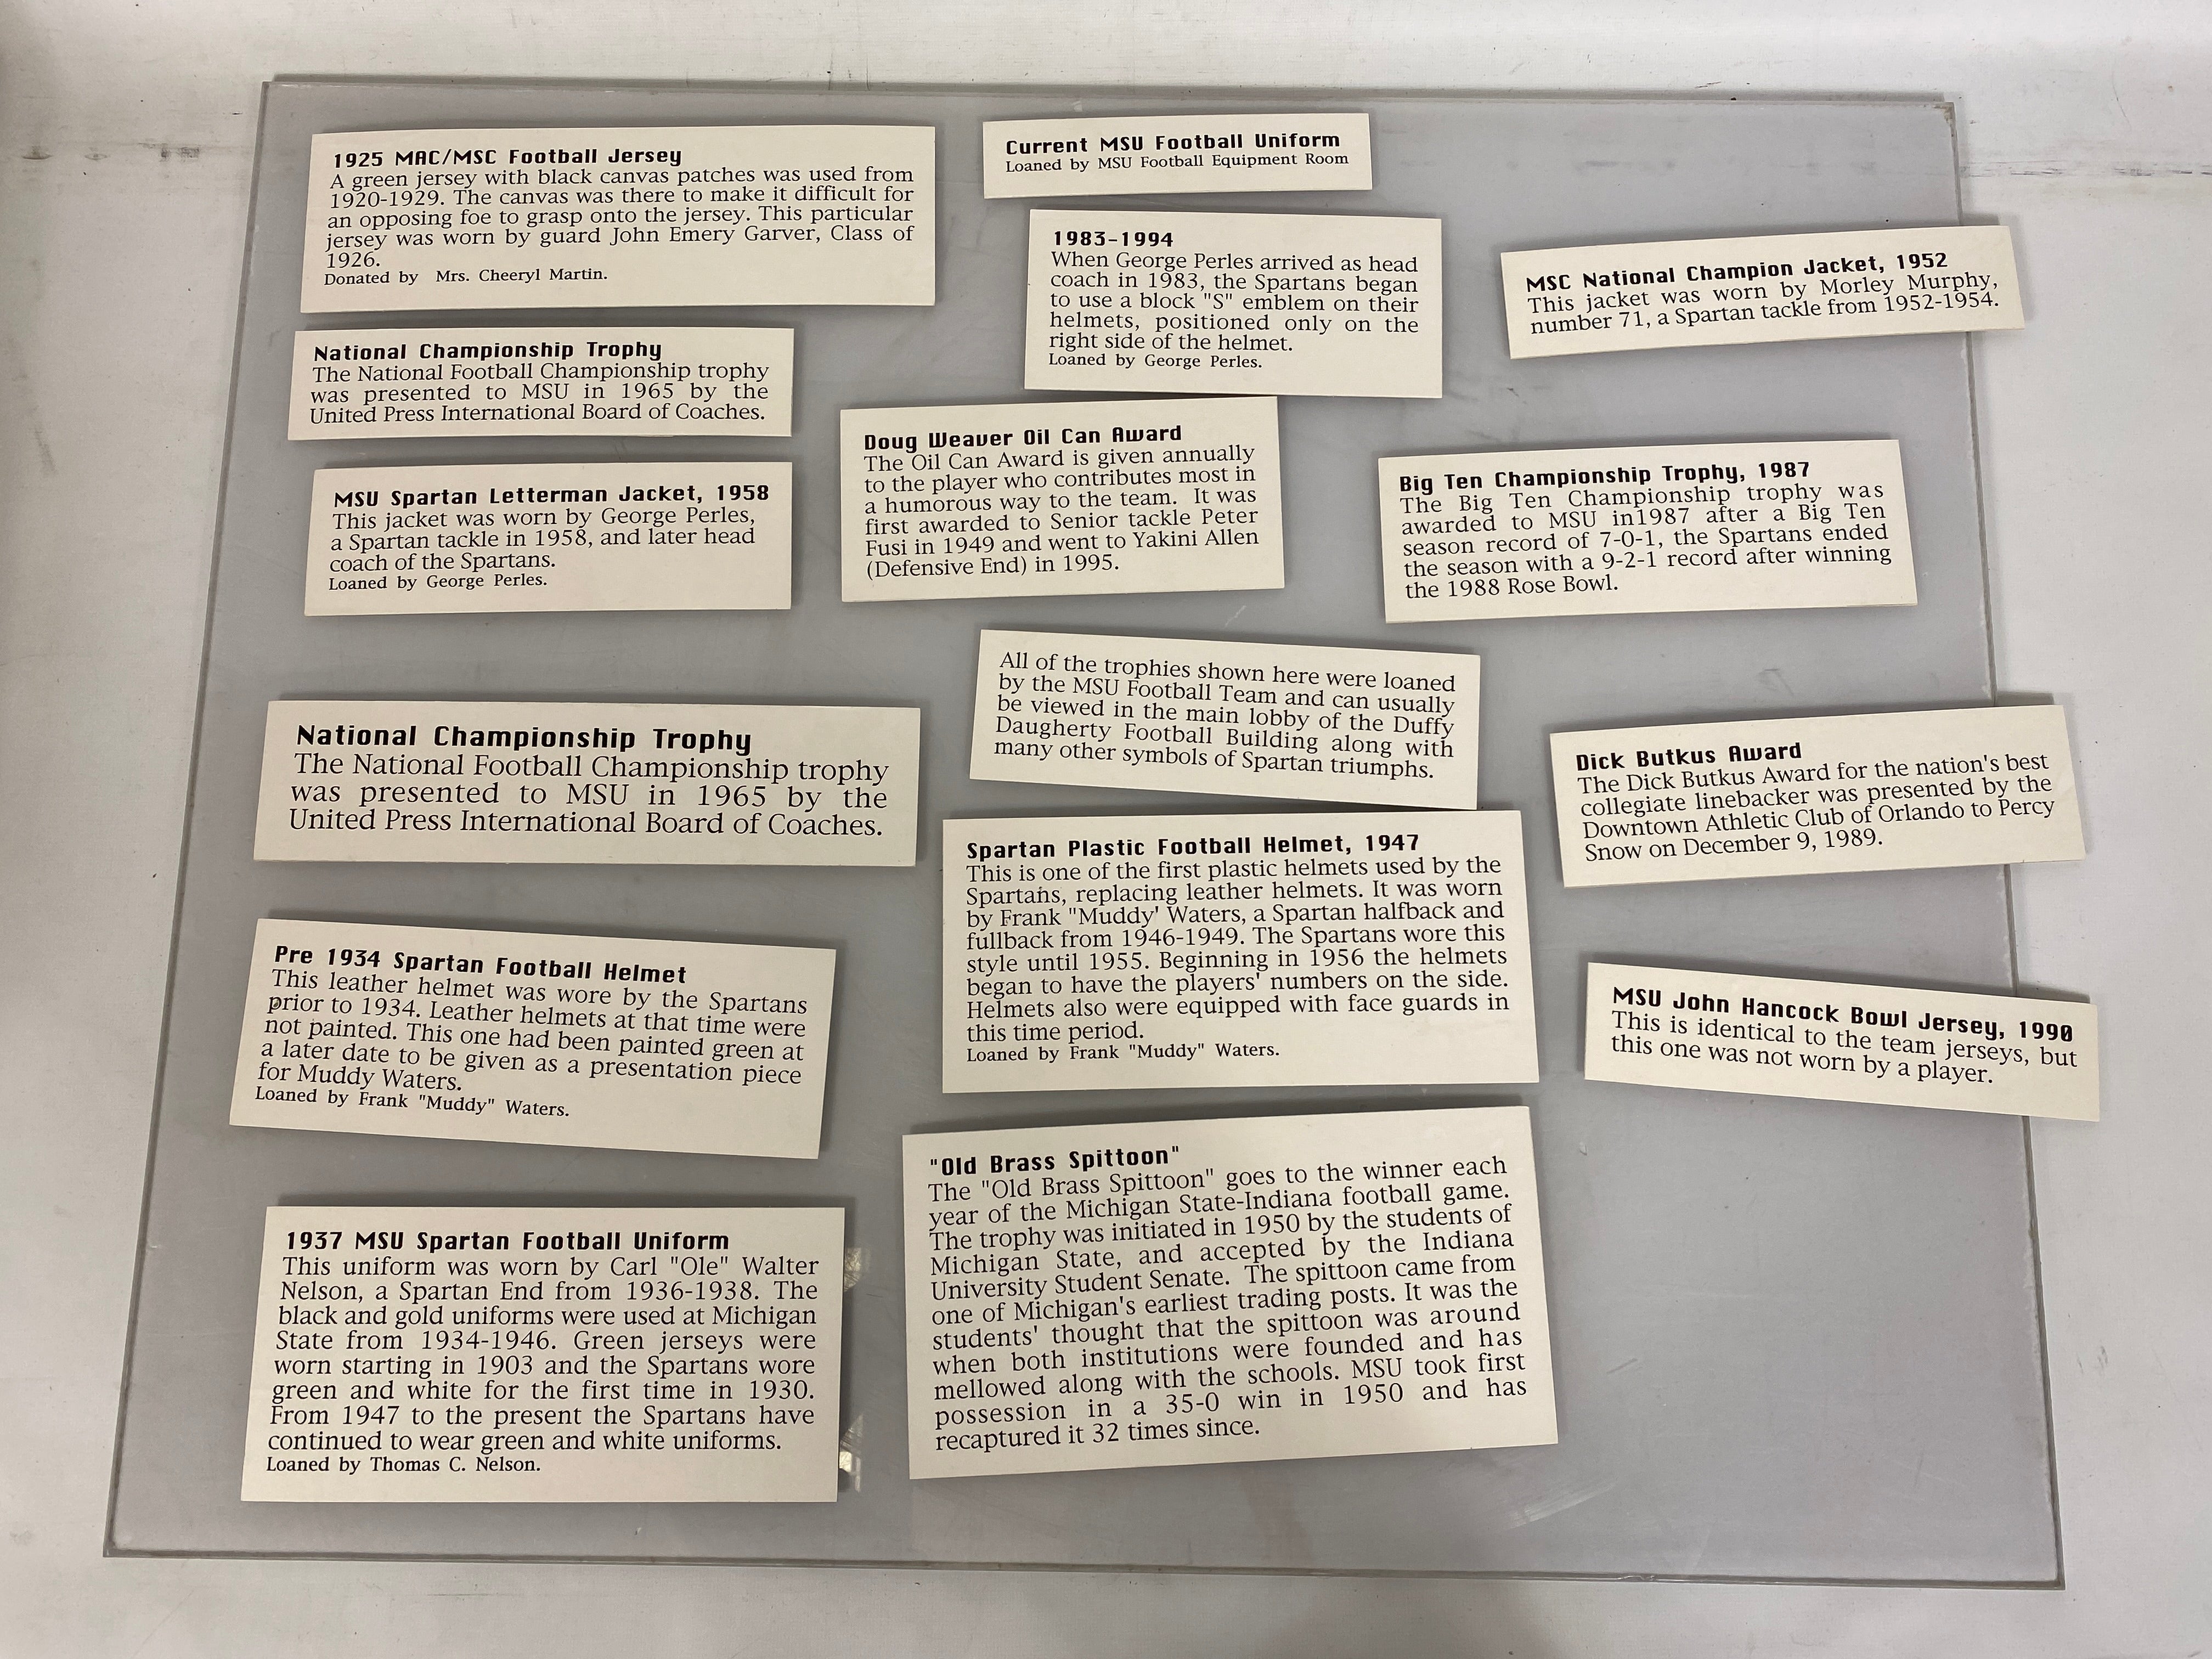 1925 MAC/MSC Football Jersey
A green jersey with black canvas patches was used from
1920-1929. The canvas was there to make it difficult for
an opposing foe to grasp onto the jersey. This particular
jersey was worn by guard John Emery Garver, Class of
1926.
Donated by Mrs. Cheeryl Martin.
National Championship Trophy
The National Football Championship trophy
was presented to MSU in 1965 by the
United Press International Board of Coaches.
MSU Spartan Letterman Jacket, 1958
This jacket was worn by George Perles,
a Spartan tackle in 1958, and later head
coach of the Spartans.
Loaned by George Perles.
National Championship Trophy
The National Football Championship trophy
was presented to MSU in 1965 by the
United Press International Board of Coaches.
Pre 1934 Spartan Football Helmet
This leather helmet was wore by the Spartans
prior to 1934. Leather helmets at that time were
not painted. This one had been painted green at
a later date to be given as a presentation piece
for Muddy Waters.
Loaned by Frank "Muddy" Waters.
1937 MSU Spartan Football Uniform
This uniform was worn by Carl "Ole" Walter
Nelson, a Spartan End from 1936-1938. The
black and gold uniforms were used at Michigan
State from 1934-1946. Green jerseys were
worn starting in 1903 and the Spartans wore
green and white for the first time in 1930.
From 1947 to the present the Spartans have
continued to wear green and white uniforms.
Loaned by Thomas C. Nelson.
Current MSU Football Uniform
Loaned by MSU Football Equipment Room
1983-1994
When George Perles arrived as head
coach in 1983, the Spartans began
to use a block "S" emblem on their
helmets, positioned only on the
right side of the helmet.
Loaned by George Perles.
Doug Weaver Oil Can Award
The Oil Can Award is given annually
to the player who contributes most in
a humorous way to the team. It was
first awarded to Senior tackle Peter
Fusi in 1949 and went to Yakini Allen
(Defensive End) in 1995.
All of the trophies shown here were loaned
by the MSU Football Team and can usually
be viewed in the main lobby of the Duffy
Daugherty Football Building along with
many other symbols of Spartan triumphs.
Spartan Plastic Football Helmet, 1947
This is one of the first plastic helmets used by the
Spartans, replacing leather helmets. It was worn
by Frank "Muddy' Waters, a Spartan halfback and
fullback from 1946-1949. The Spartans wore this
style until 1955. Beginning in 1956 the helmets
began to have the players' numbers on the side.
Helmets also were equipped with face guards in
this time period.
Loaned by Frank "Muddy" Waters.
"Old Brass Spittoon"
The "Old Brass Spittoon" goes to the winner each
year of the Michigan State-Indiana football game.
The trophy was initiated in 1950 by the students of
Michigan State, and accepted by the Indiana
University Student Senate. The spittoon came from
one of Michigan's earliest trading posts. It was the
students' thought that the spittoon was around
when both institutions were founded and has
mellowed along with the schools. MSU took first
possession in a 35-0 win in 1950 and has
recaptured it 32 times since.
MSC National Champion Jacket, 1952
This jacket was worn by Morley Murphy,
number 71, a Spartan tackle from 1952-1954.
Big Ten Championship Trophy, 1987
The Big Ten Championship trophy was
awarded to MSU in1987 after a Big Ten
season record of 7-0-1, the Spartans ended
the season with a 9-2-1 record after winning
the 1988 Rose Bowl.
Dick Butkus Award
The Dick Butkus Award for the nation's best
collegiate linebacker was presented by the
Downtown Athletic Club of Orlando to Percy
Snow on December 9, 1989.
MSU John Hancock Bowl Jersey, 1990
This is identical to the team jerseys, but
this one was not worn by a player.